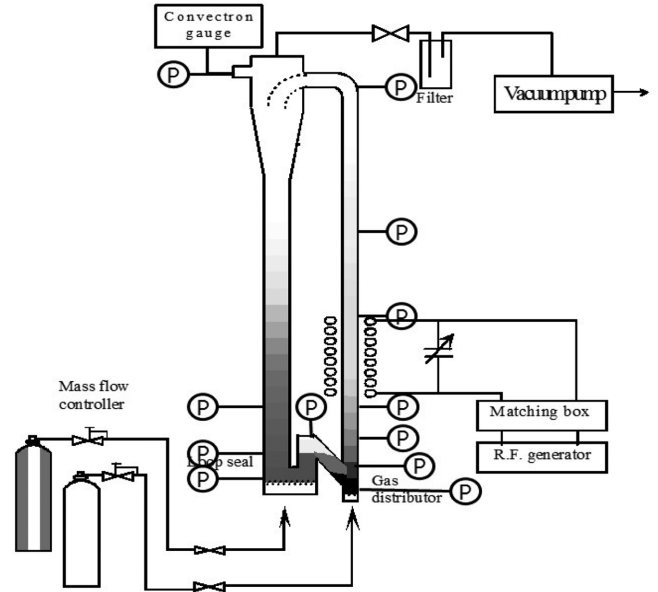 Convectron
gauge
P
P
Filter
Vacuumpump
P
P
Mass flow
controller
P
P
P
Matching box
P
P
Loop seal
R.F. generator
P
P
Gas
distributor
P